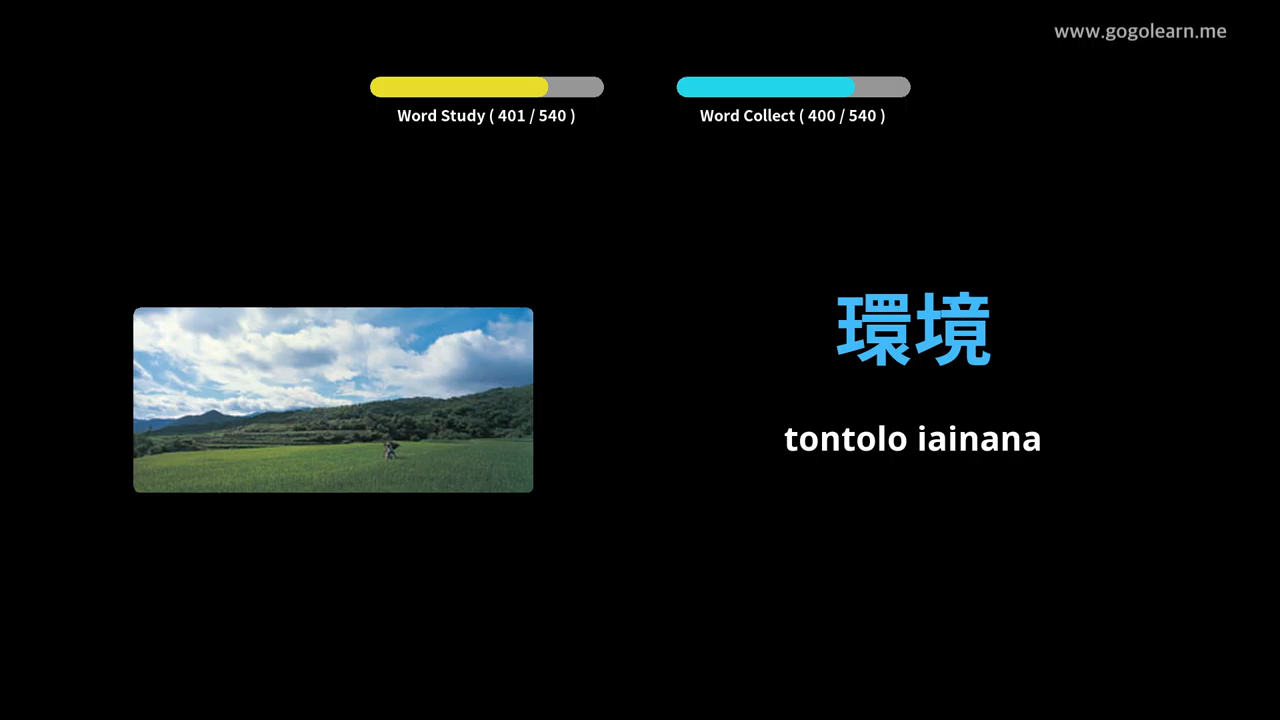 www.gogolearn.me
Word Study ( 401 / 540 )
Word Collect ( 400 / 540 )
環境
tontolo iainana